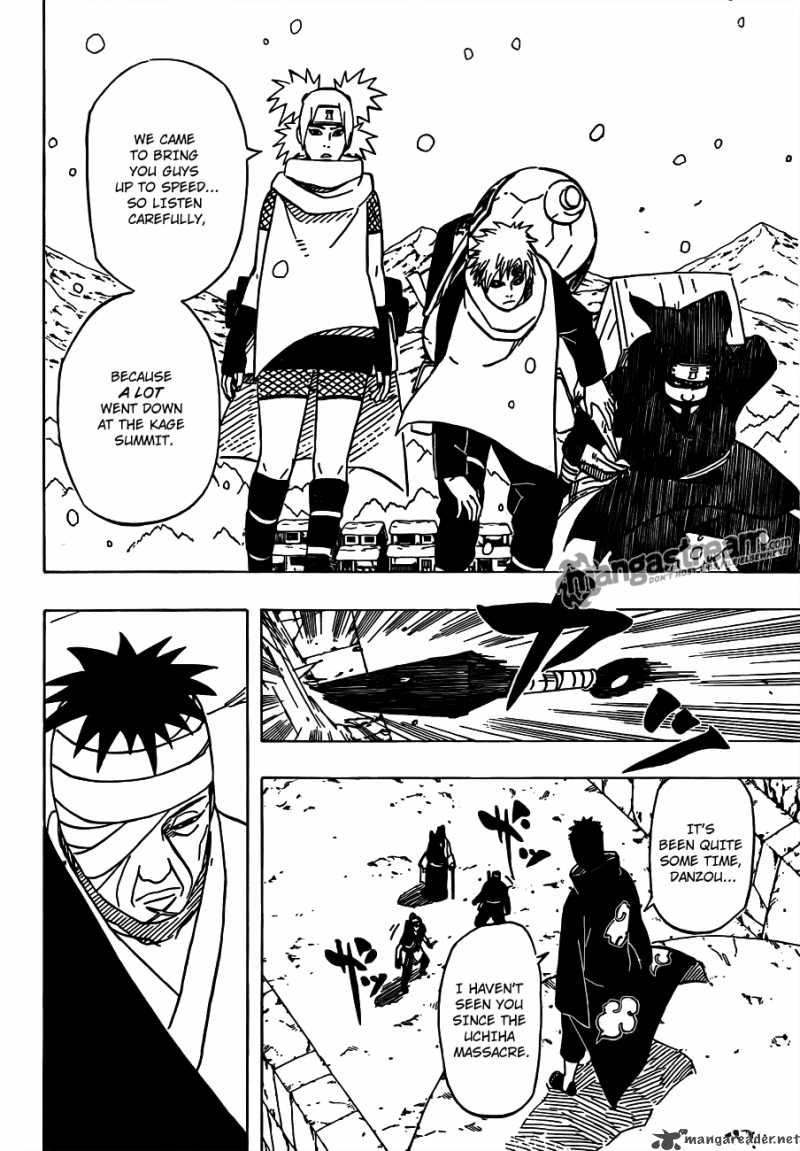 WE CAME
TO BRING
YOU GUYS
UP TO SPEED...
SO LISTEN
CAREFULLY,
BECAUSE
A LOT
WENT DOWN
AT THE KAGE
SUMMIT.
mangastream.com
IT'S
BEEN QUITE
SOME TIME,
DANZOU...
I HAVEN'T
SEEN YOU
SINCE THE
UCHIHA
MASSACRE.
mangareader.net